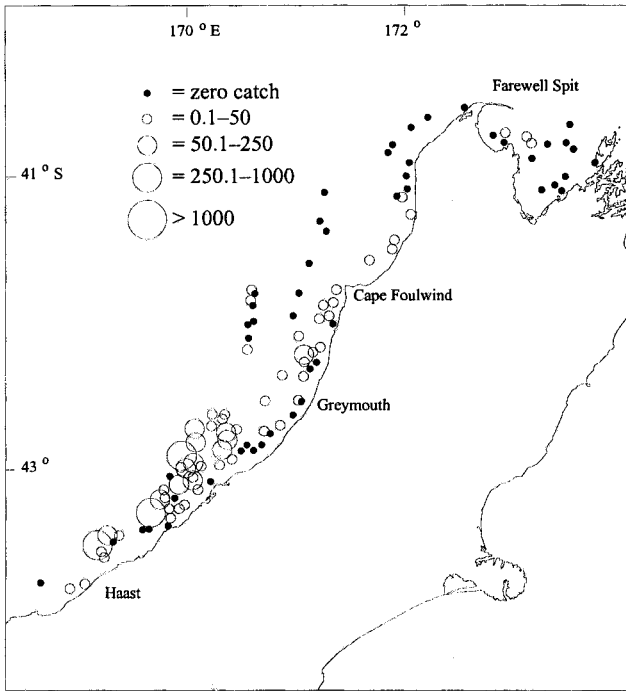 170 ° E
172 °
Farewell Spit
= zero catch
= 0.1–50
= 50.1–250
= 250.1–1000
> 1000
41 ° S
Cape Foulwind
Greymouth
43 °
Haast